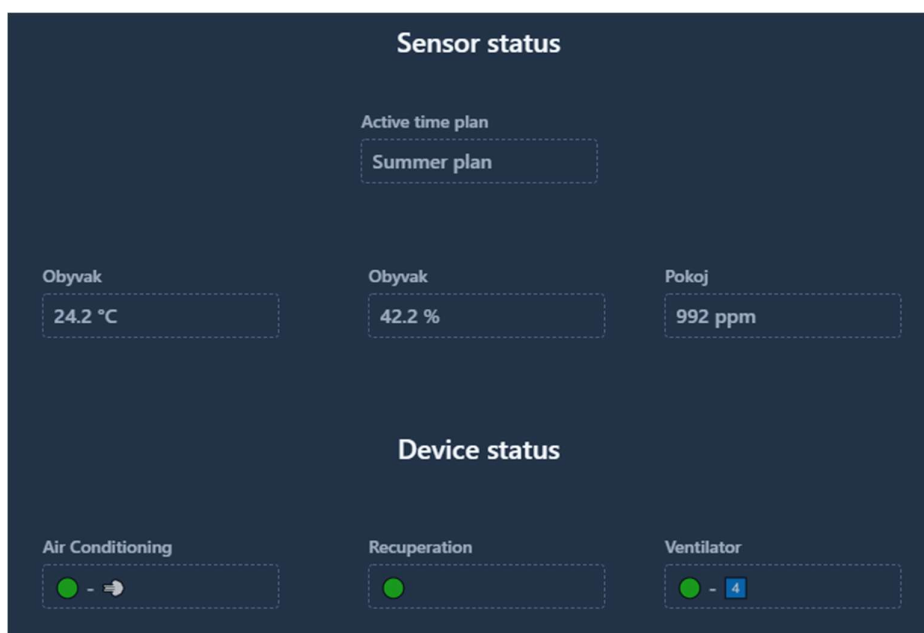 Sensor status
Active time plan
Summer plan
Obyvak Obyvak Pokoj
24.2 °C 42.2 % 992 ppm
Device status
Air Conditioning Recuperation Ventilator
- - 4